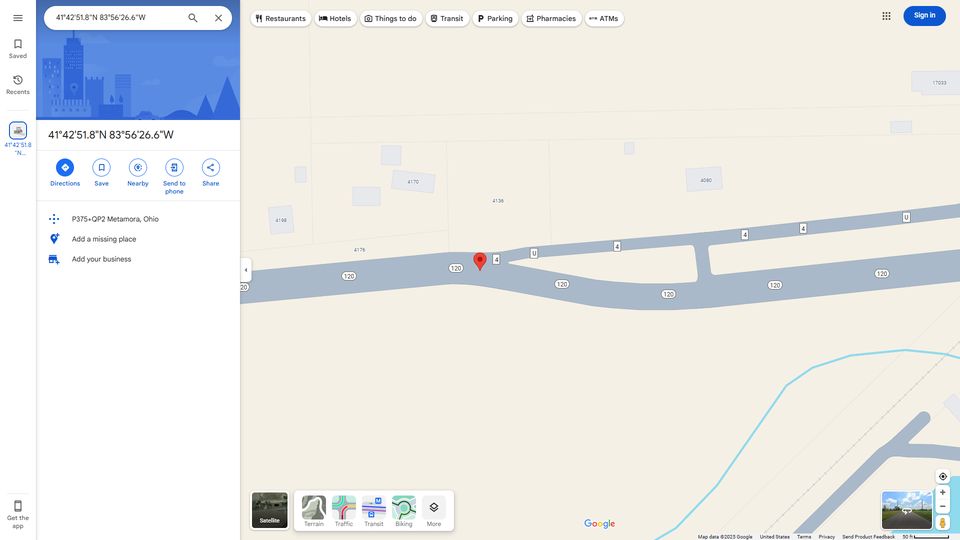 41°42'51.8"N 83°56'26.6"W
Restaurants
Hotels
Things to do
Transit
Parking
Pharmacies
ATMs
Sign in
Saved
Recents
41°42'51.8
"N...
Get the
app
41°42'51.8"N 83°56'26.6"W
Directions
Save
Nearby
Send to
phone
Share
P375+QP2 Metamora, Ohio
Add a missing place
Add your business
17033
4170
4136
4080
4198
4176
U
4
4
4
U
4
120
120
20
120
120
120
120
Satellite
Terrain
Traffic
Transit
Biking
More
Google
Map data ©2025 Google
United States
Terms
Privacy
Send Product Feedback
50 ft